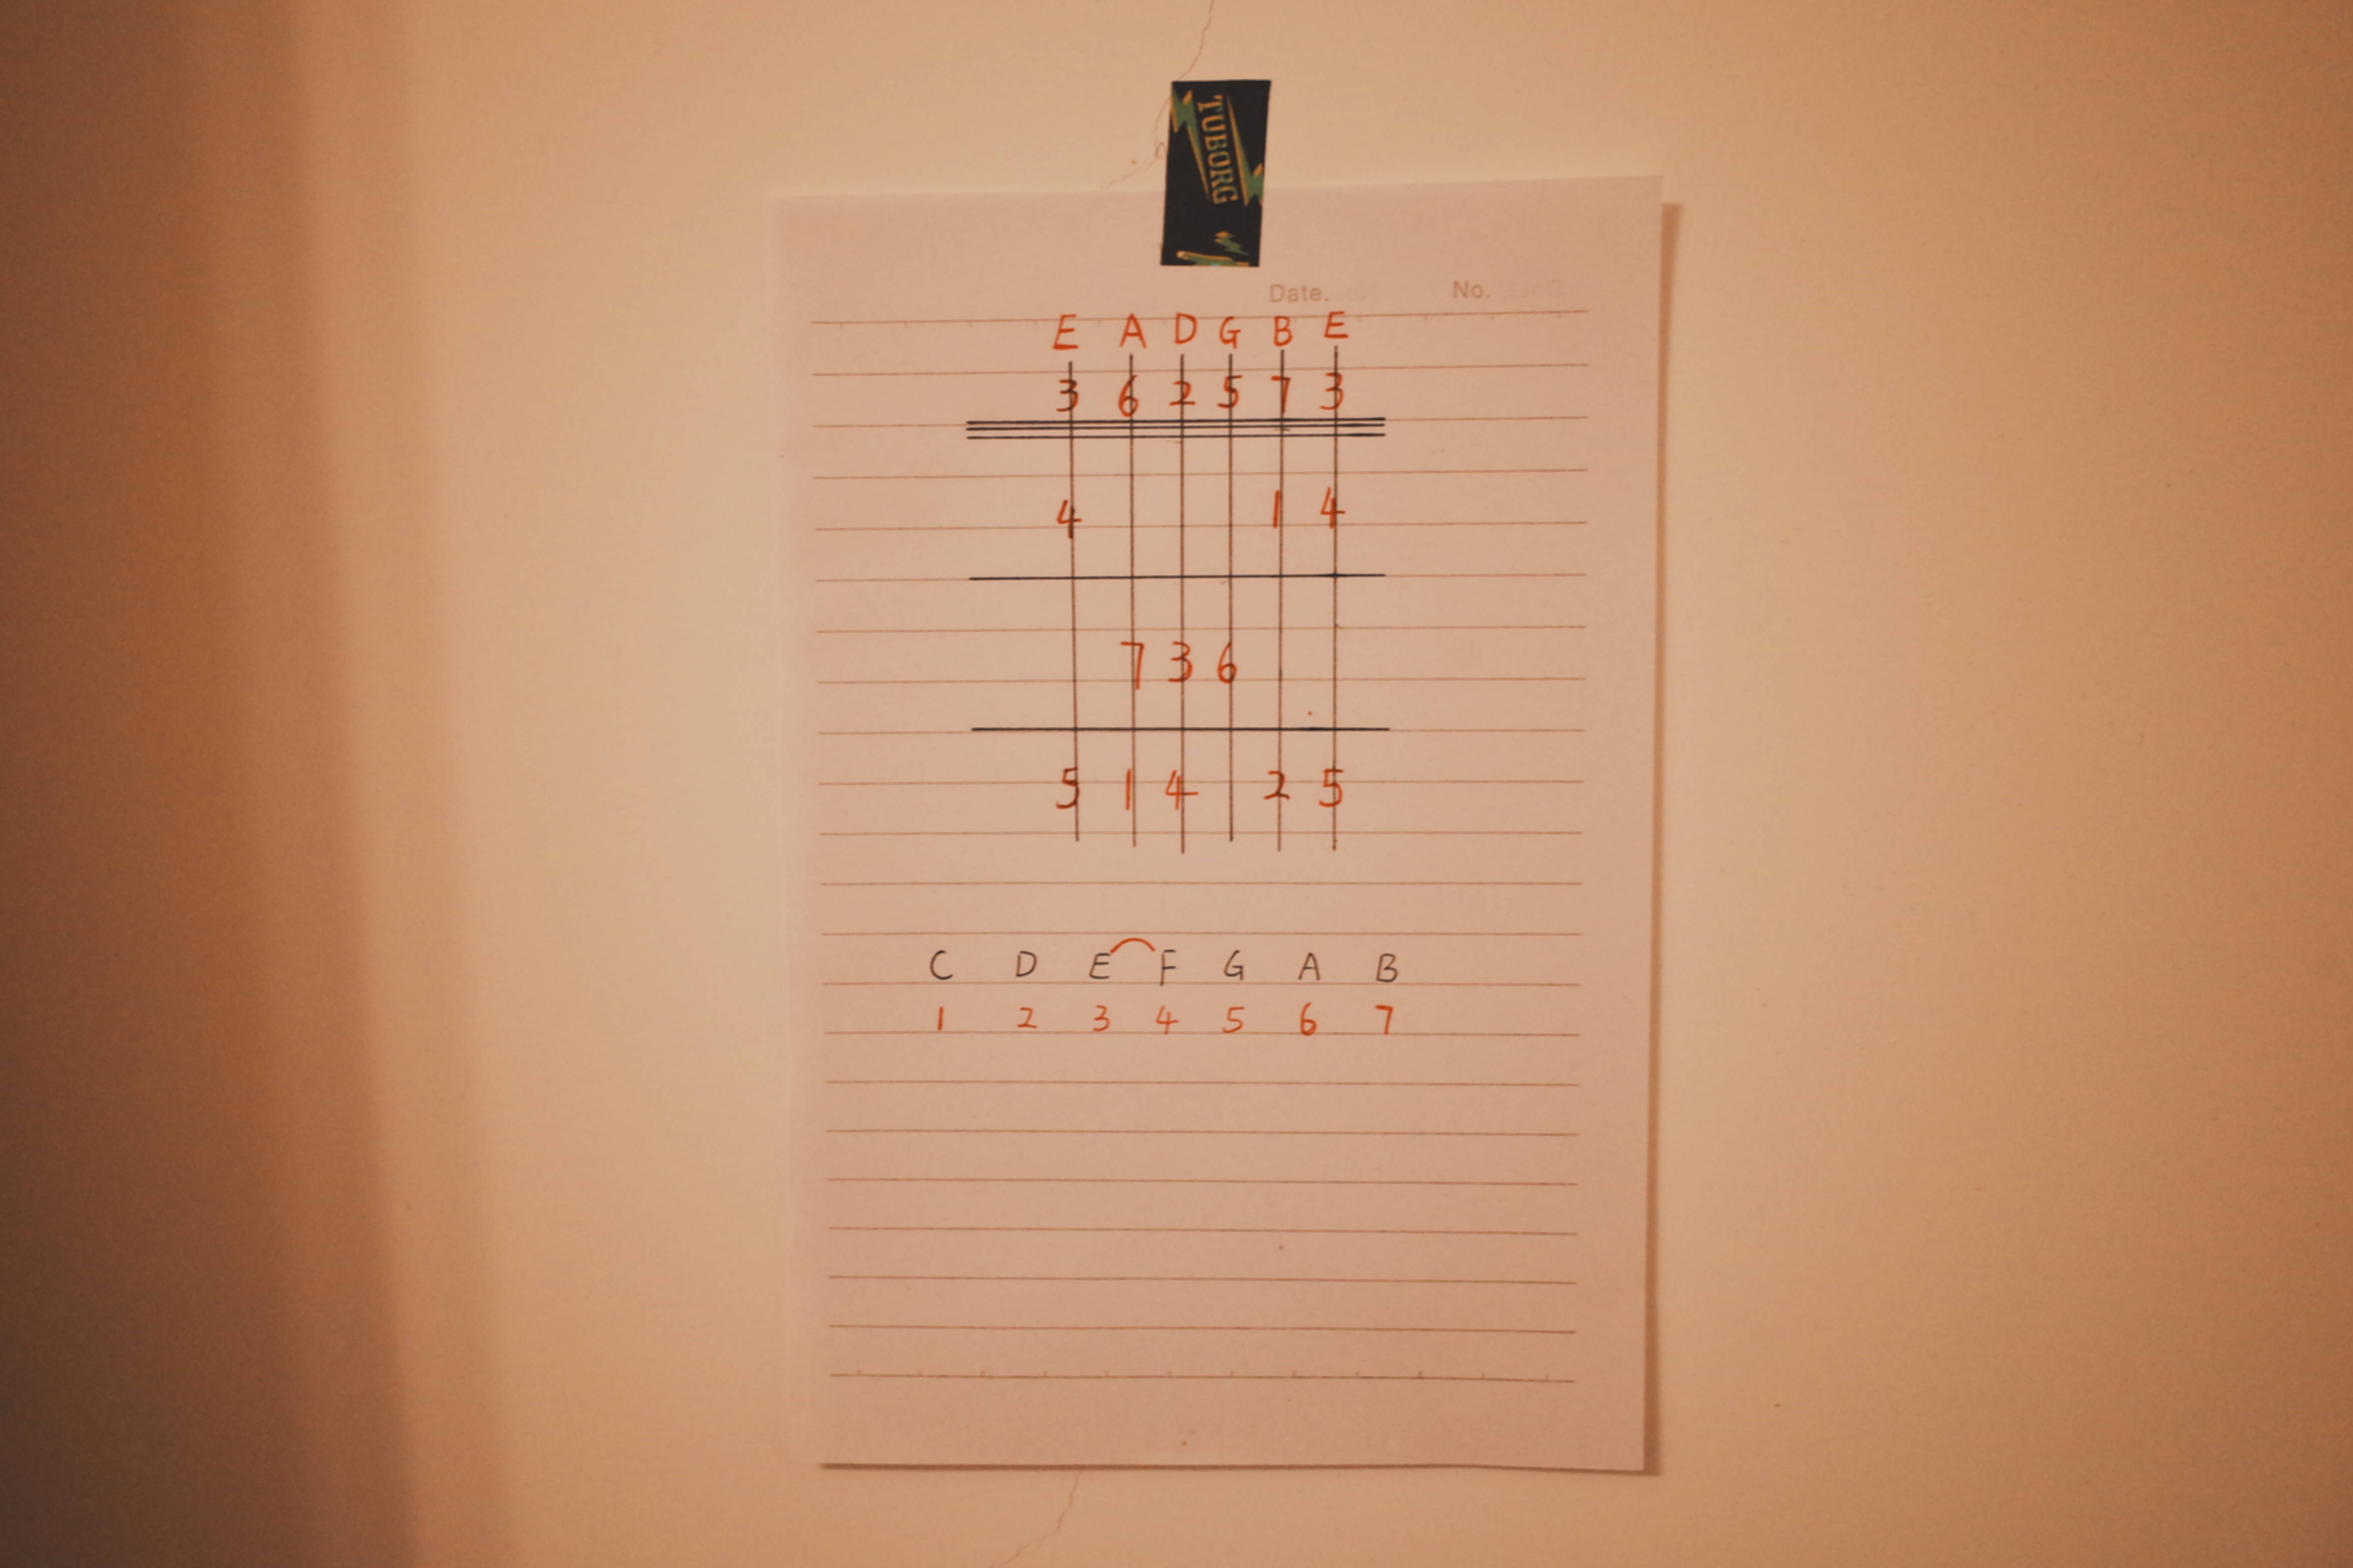 TUBORG
Date. No.
E A D G B E
3 6 2 5 7 3
4 1 4
7 3 6
5 1 4 2 5
C D E F G A B
1 2 3 4 5 6 7